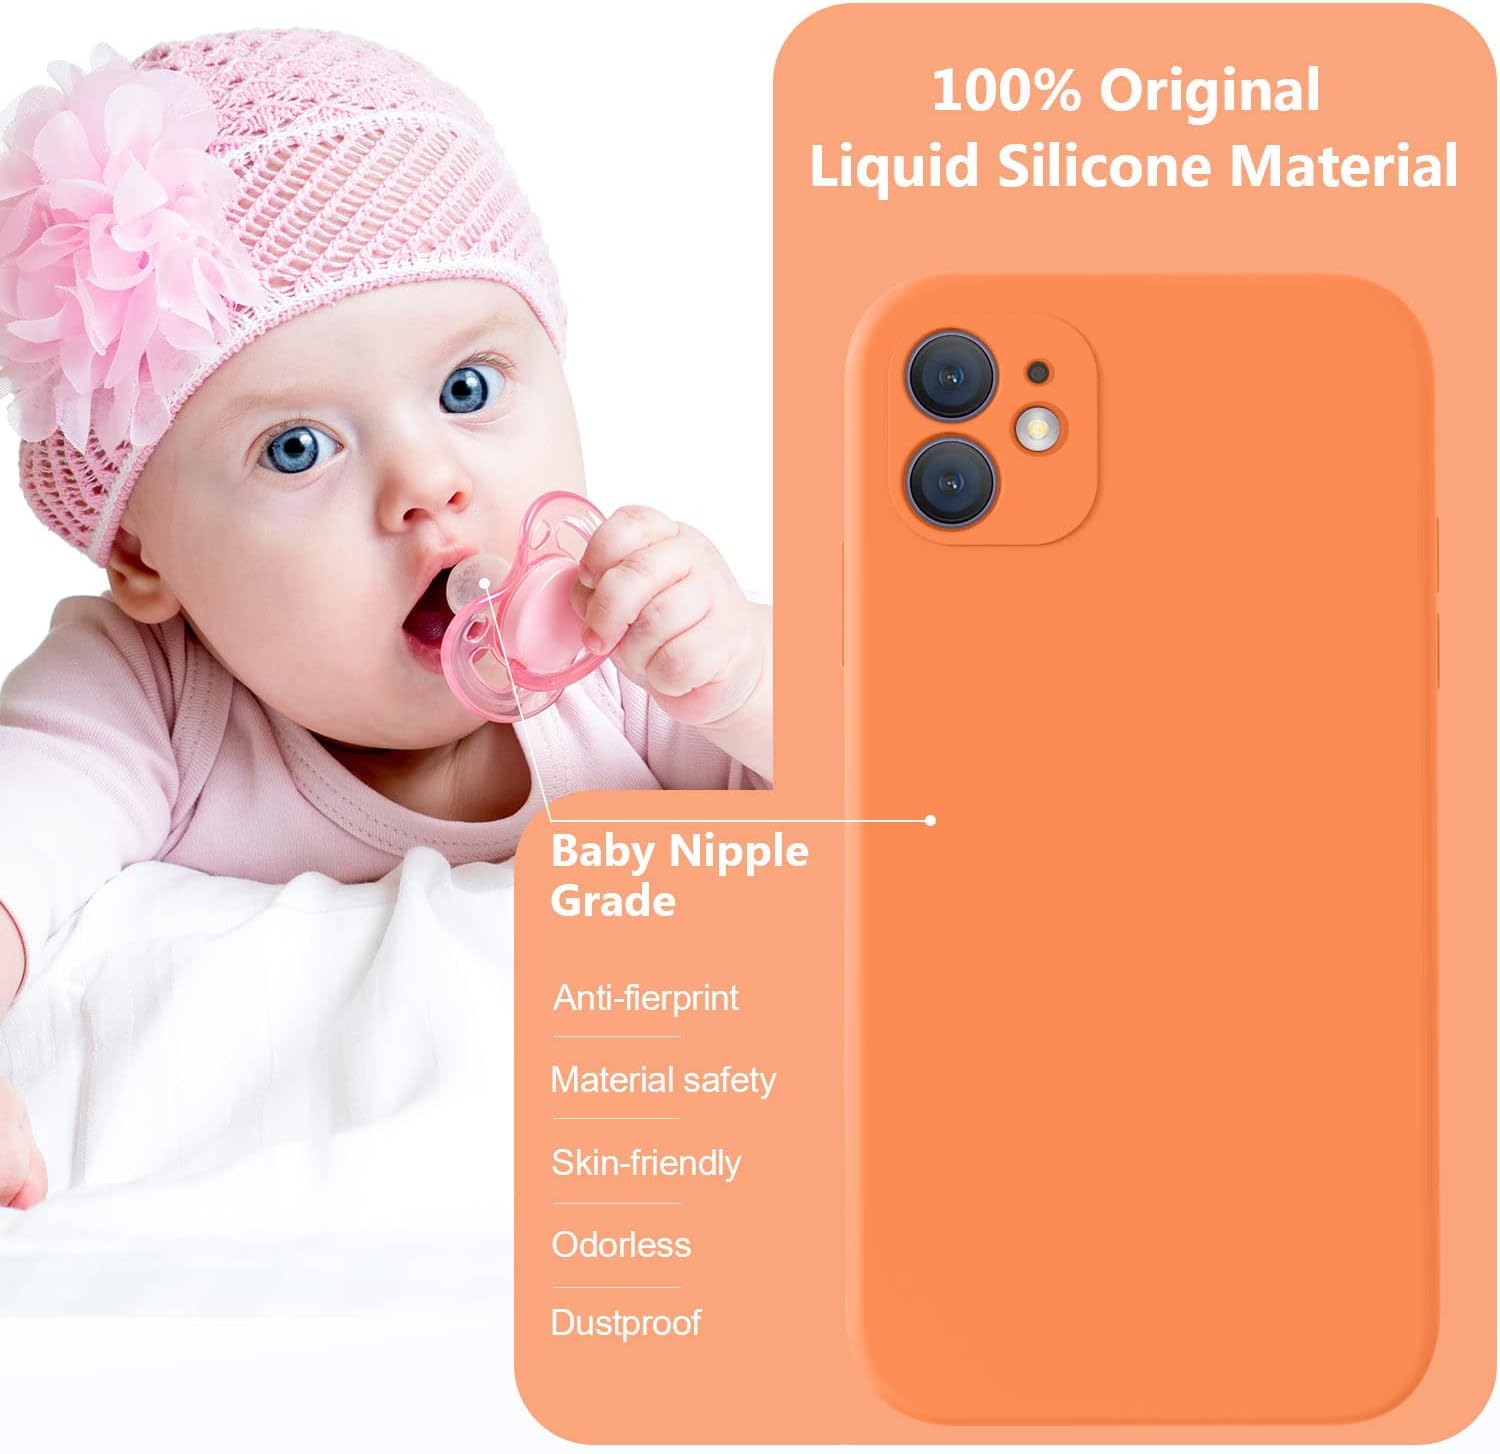 100% Original
Liquid Silicone Material
Baby Nipple
Grade
Anti-fierprint
Material safety
Skin-friendly
Odorless
Dustproof